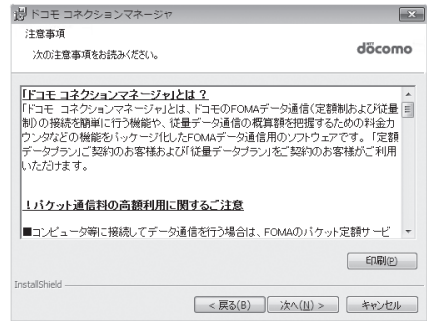 ドコモ コネクションマネージャ
注意事項
次の注意事項をお読みください。
döcomo
「ドコモ コネクションマネージャ」とは？
「ドコモ コネクションマネージャ」とは、ドコモのFOMAデータ通信（定額制および従量
制）の接続を簡単に行う機能や、従量データ通信の概算額を把握するための料金カ
ウンタなどの機能をパッケージ化したFOMAデータ通信用のソフトウェアです。「定額
データプラン」ご契約のお客様および「従量データプラン」をご契約のお客様がご利用
いただけます。
！パケット通信料の高額利用に関するご注意
■コンピュータ等に接続してデータ通信を行う場合は、FOMAのパケット定額サービ
印刷(P)
InstallShield
< 戻る(B)
次へ(N) >
キャンセル